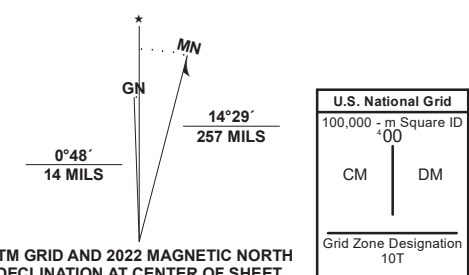 ★
MN
GN
14°29´
257 MILS
0°48´
14 MILS
TM GRID AND 2022 MAGNETIC NORTH
DECLINATION AT CENTER OF SHEET
U.S. National Grid
100,000 - m Square ID
⁴00
CM
DM
Grid Zone Designation
10T